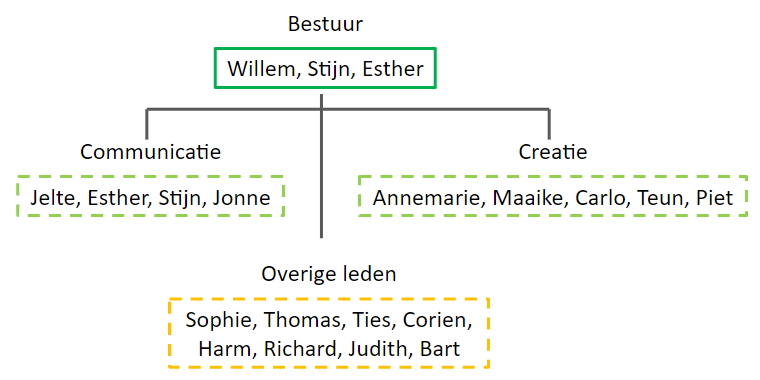 Bestuur
Willem, Stijn, Esther
Communicatie
Jelte, Esther, Stijn, Jonne
Creatie
Annemarie, Maaike, Carlo, Teun, Piet
Overige leden
Sophie, Thomas, Ties, Corien,
Harm, Richard, Judith, Bart